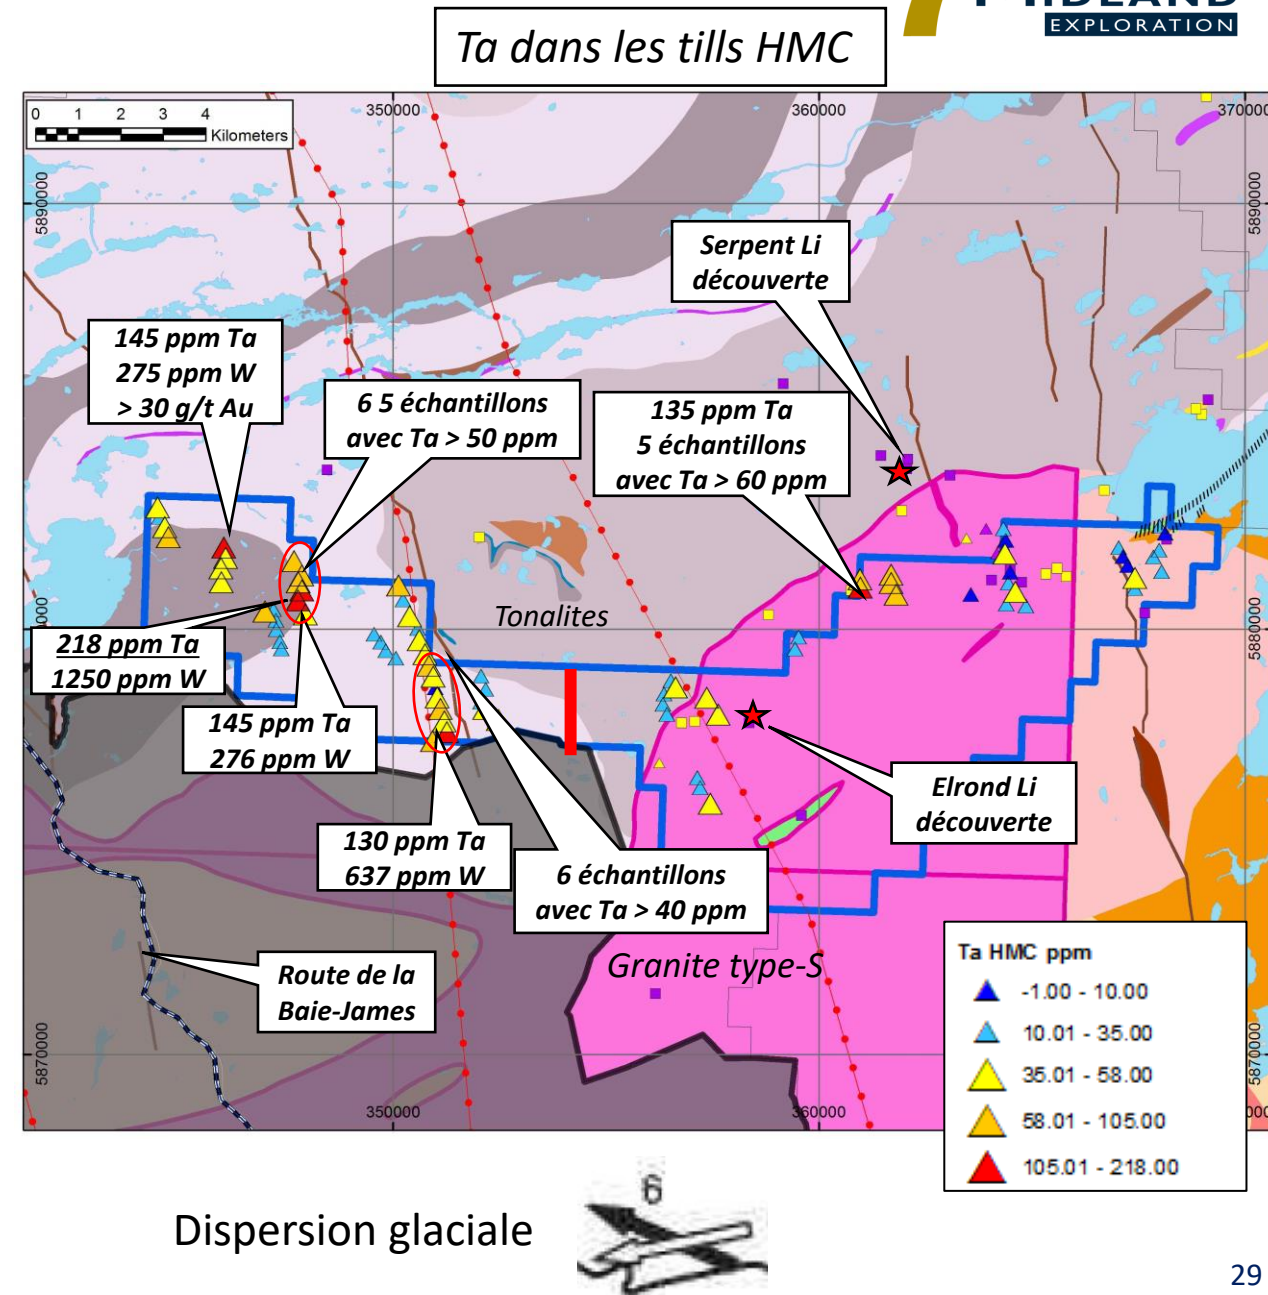 EXPLORATION
Ta dans les tills HMC
0 1 2 3 4
Kilometers
350000
360000
370000
5890000
5890000
Serpent Li
découverte
145 ppm Ta
275 ppm W
> 30 g/t Au
6 5 échantillons
avec Ta > 50 ppm
135 ppm Ta
5 échantillons
avec Ta > 60 ppm
Tonalites
5880000
218 ppm Ta
1250 ppm W
145 ppm Ta
276 ppm W
Elrond Li
découverte
130 ppm Ta
637 ppm W
6 échantillons
avec Ta > 40 ppm
Granite type-S
Route de la
Baie-James
Ta HMC ppm
-1.00 - 10.00
10.01 - 35.00
35.01 - 58.00
58.01 - 105.00
105.01 - 218.00
5870000
5870000
350000
360000
Dispersion glaciale
6
29